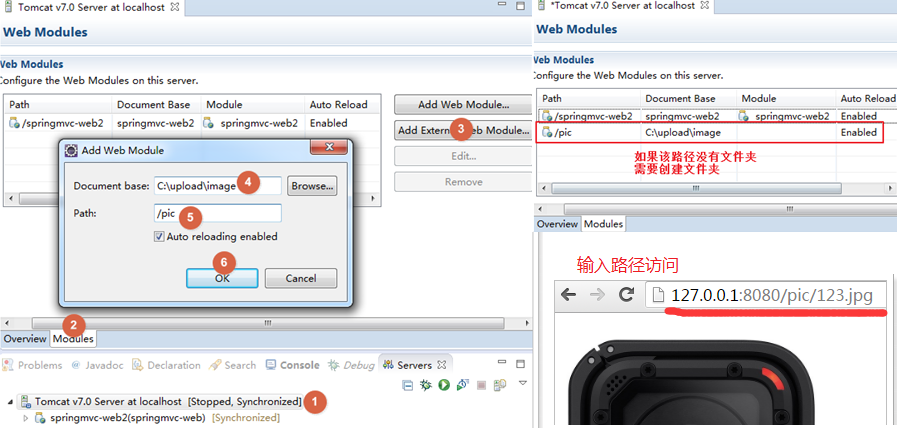 Tomcat v7.0 Server at localhost
Web Modules
Web Modules
Configure the Web Modules on this server.
Path Document Base Module Auto Reload
/springmvc-web2 springmvc-web2 springmvc-web2 Enabled
Add Web Module...
Add External Web Module...
3
Edit...
Remove
Add Web Module
Document base: C:\upload\image 4 Browse...
Path: /pic 5
Auto reloading enabled
6
OK Cancel
2
Overview Modules
Problems @ Javadoc Declaration Search Console Debug Servers
Tomcat v7.0 Server at localhost [Stopped, Synchronized] 1
springmvc-web2(springmvc-web) [Synchronized]
*Tomcat v7.0 Server at localhost
Web Modules
Web Modules
Configure the Web Modules on this server.
Path Document Base Module Auto Reload
/springmvc-web2 springmvc-web2 springmvc-web2 Enabled
/pic C:\upload\image Enabled
如果该路径没有文件夹
需要创建文件夹
Overview Modules
输入路径访问
127.0.0.1:8080/pic/123.jpg